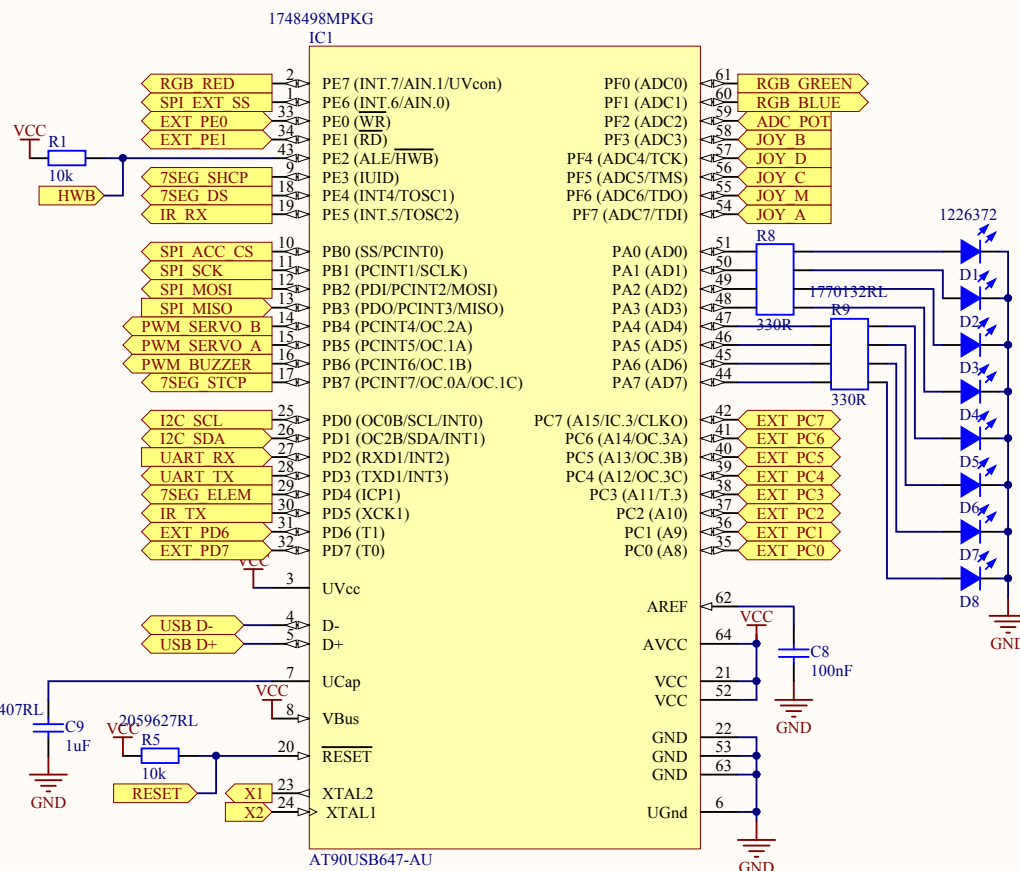 1748498MPKG
IC1
RGB_RED 2 PE7 (INT.7/AIN.1/UVcon) PF0 (ADC0) 61 RGB_GREEN
SPI_EXT_SS 1 PE6 (INT.6/AIN.0) PF1 (ADC1) 60 RGB_BLUE
EXT_PE0 33 PE0 (WR) PF2 (ADC2) 59 ADC_POT
EXT_PE1 34 PE1 (RD) PF3 (ADC3) 58 JOY_B
VCC R1 10k 43 PE2 (ALE/HWB) PF4 (ADC4/TCK) 57 JOY_D
7SEG_SHCP 9 PE3 (IUID) PF5 (ADC5/TMS) 56 JOY_C
HWB 7SEG_DS 18 PE4 (INT4/TOSC1) PF6 (ADC6/TDO) 55 JOY_M
IR_RX 19 PE5 (INT.5/TOSC2) PF7 (ADC7/TDI) 54 JOY_A
1226372
R8
SPI_ACC_CS 10 PB0 (SS/PCINT0) PA0 (AD0) 51
SPI_SCK 11 PB1 (PCINT1/SCLK) PA1 (AD1) 50 D1
SPI_MOSI 12 PB2 (PDI/PCINT2/MOSI) PA2 (AD2) 49 1770132RL
SPI_MISO 13 PB3 (PDO/PCINT3/MISO) PA3 (AD3) 48 R9
PWM_SERVO_B 14 PB4 (PCINT4/OC.2A) PA4 (AD4) 47 330R D2
PWM_SERVO_A 15 PB5 (PCINT5/OC.1A) PA5 (AD5) 46
PWM_BUZZER 16 PB6 (PCINT6/OC.1B) PA6 (AD6) 45 D3
7SEG_STCP 17 PB7 (PCINT7/OC.0A/OC.1C) PA7 (AD7) 44
330R
I2C_SCL 25 PD0 (OC0B/SCL/INT0) PC7 (A15/IC.3/CLKO) 42 EXT_PC7 D4
I2C_SDA 26 PD1 (OC2B/SDA/INT1) PC6 (A14/OC.3A) 41 EXT_PC6
UART_RX 27 PD2 (RXD1/INT2) PC5 (A13/OC.3B) 40 EXT_PC5 D5
UART_TX 28 PD3 (TXD1/INT3) PC4 (A12/OC.3C) 39 EXT_PC4
7SEG_ELEM 29 PD4 (ICP1) PC3 (A11/T.3) 38 EXT_PC3
IR_TX 30 PD5 (XCK1) PC2 (A10) 37 EXT_PC2 D6
EXT_PD6 31 PD6 (T1) PC1 (A9) 36 EXT_PC1
EXT_PD7 32 PD7 (T0) PC0 (A8) 35 EXT_PC0 D7
VCC
3 UVcc
D8
AREF 62
USB D- 4 D- VCC
GND
USB D+ 5 D+ AVCC 64
C8
100nF
7 UCap VCC 21
VCC VCC 52
407RL
8 VBus
C9
1uF
GND
VCC 2059627RL
R5
10k
GND 22
20 RESET GND 53
GND 63
GND
RESET
X1 23 XTAL2
X2 24 XTAL1 UGnd 6
AT90USB647-AU
GND